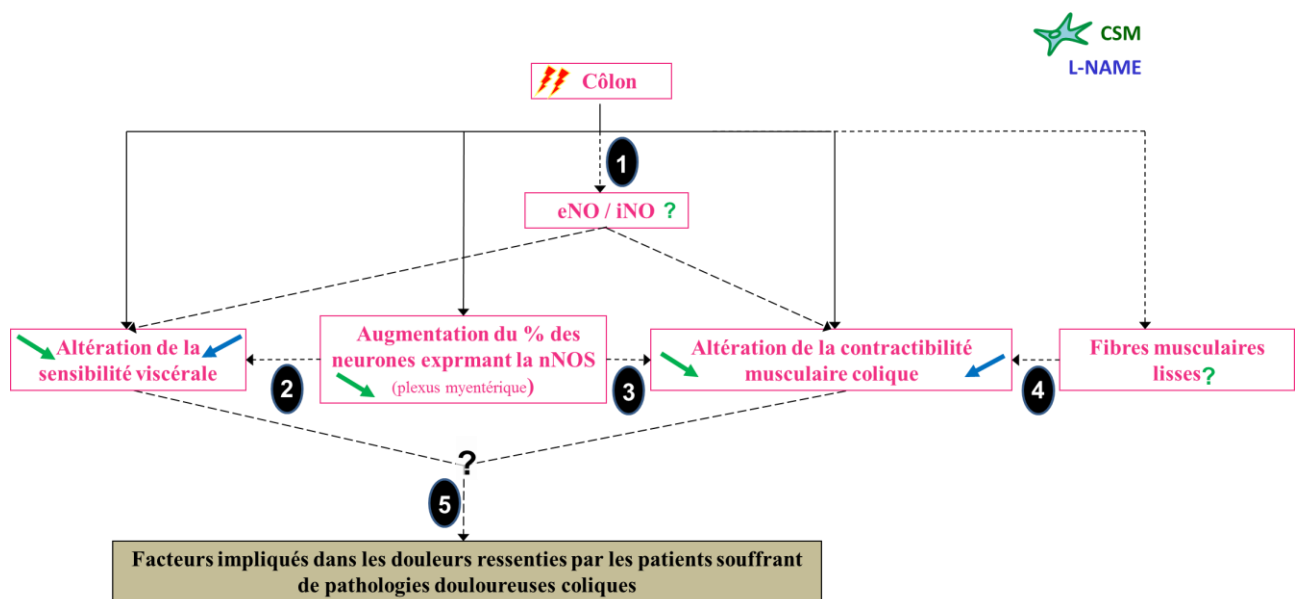 CSM
L-NAME
Côlon
1
eNO / iNO ?
Altération de la
sensibilité viscérale
Augmentation du % des
neurones exprmant la nNOS
(plexus myentérique)
Altération de la contractibilité
musculaire colique
Fibres musculaires
lisses?
2
3
4
?
5
Facteurs impliqués dans les douleurs ressenties par les patients souffrant
de pathologies douloureuses coliques